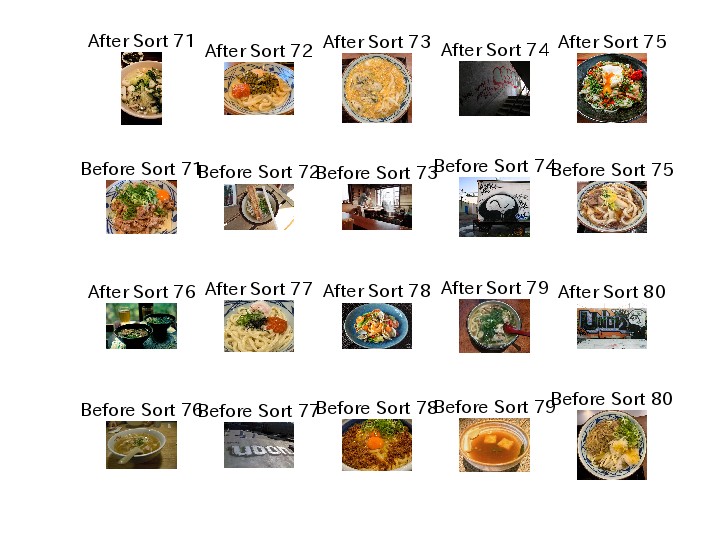 After Sort 71
After Sort 72
After Sort 73
After Sort 74
After Sort 75
Before Sort 71
Before Sort 72
Before Sort 73
Before Sort 74
Before Sort 75
After Sort 76
After Sort 77
After Sort 78
After Sort 79
After Sort 80
Before Sort 76
Before Sort 77
Before Sort 78
Before Sort 79
Before Sort 80
UDON